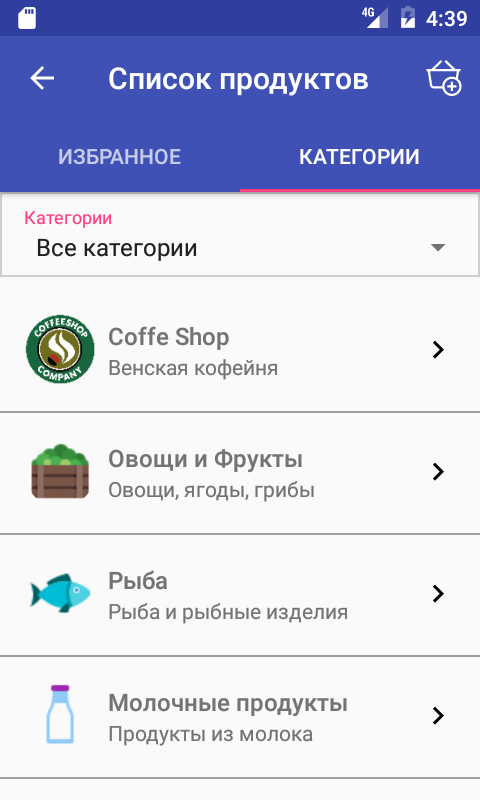 4G 4:39
Список продуктов
ИЗБРАННОЕ КАТЕГОРИИ
Категории
Все категории
COFFEESHOP
COMPANY
Coffe Shop
Венская кофейня
Овощи и Фрукты
Овощи, ягоды, грибы
Рыба
Рыба и рыбные изделия
Молочные продукты
Продукты из молока